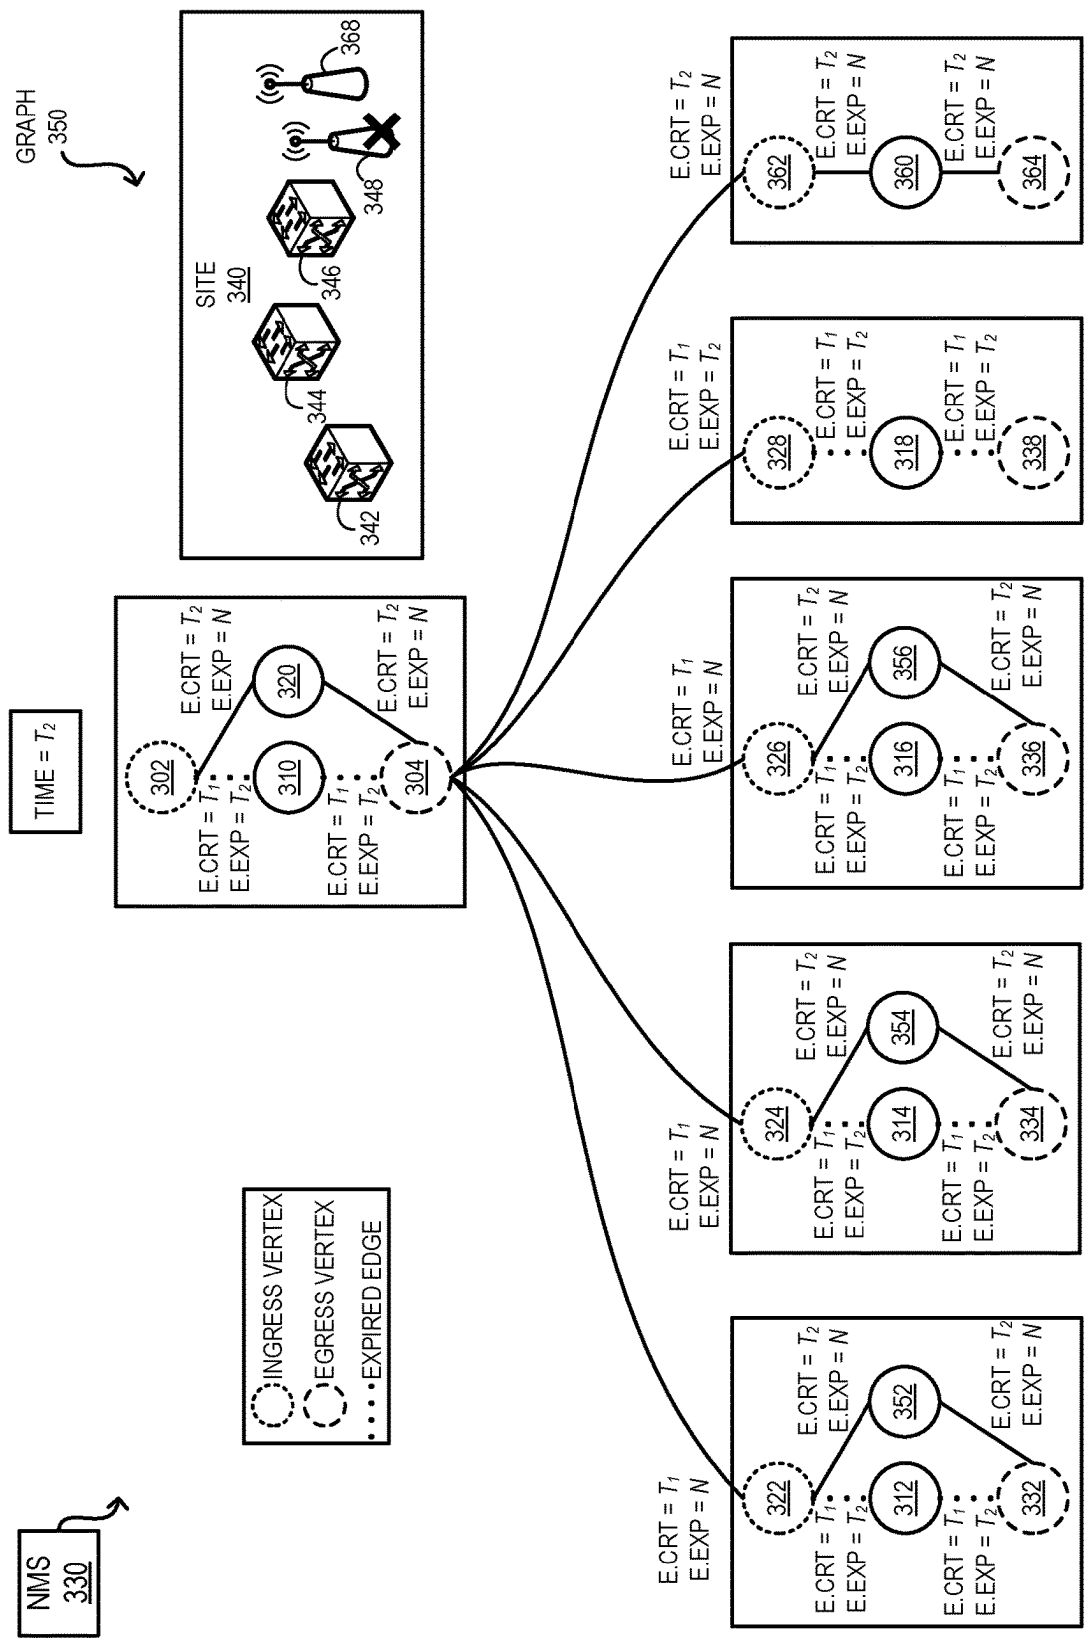 NMS
330
TIME = T2
GRAPH
350
INGRESS VERTEX
EGRESS VERTEX
EXPIRED EDGE
302
E.CRT = T2
E.EXP = N
E.CRT = T1
E.EXP = T2
310
320
E.CRT = T1
E.EXP = T2
E.CRT = T2
E.EXP = N
304
SITE
340
342
344
346
348
368
E.CRT = T1
E.EXP = N
E.CRT = T1
E.EXP = N
E.CRT = T1
E.EXP = N
E.CRT = T1
E.EXP = T2
E.CRT = T2
E.EXP = N
322
E.CRT = T1
E.EXP = T2
E.CRT = T2
E.EXP = N
312
352
E.CRT = T1
E.EXP = T2
E.CRT = T2
E.EXP = N
332
324
E.CRT = T1
E.EXP = T2
E.CRT = T2
E.EXP = N
314
354
E.CRT = T1
E.EXP = T2
E.CRT = T2
E.EXP = N
334
326
E.CRT = T1
E.EXP = T2
E.CRT = T2
E.EXP = N
316
356
E.CRT = T1
E.EXP = T2
E.CRT = T2
E.EXP = N
336
328
E.CRT = T1
E.EXP = T2
318
E.CRT = T1
E.EXP = T2
338
362
E.CRT = T2
E.EXP = N
360
E.CRT = T2
E.EXP = N
364